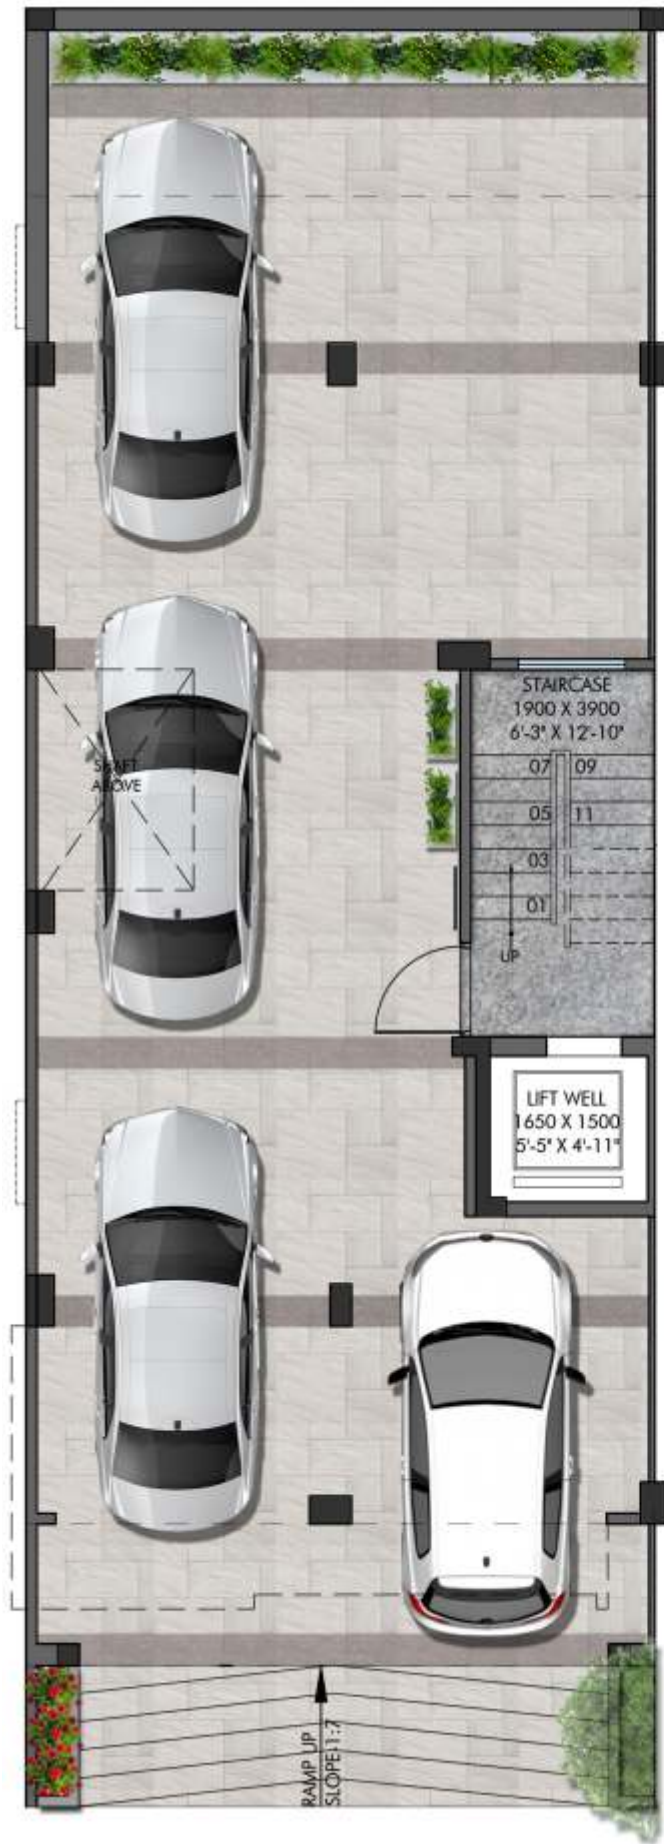 STAIRCASE
1900 X 3900
6'-3" X 12'-10"
07 09
05 11
03
01
UP
SHAFT
ABOVE
LIFT WELL
1650 X 1500
5'-5" X 4'-11"
RAMP UP
SLOPE 1:7